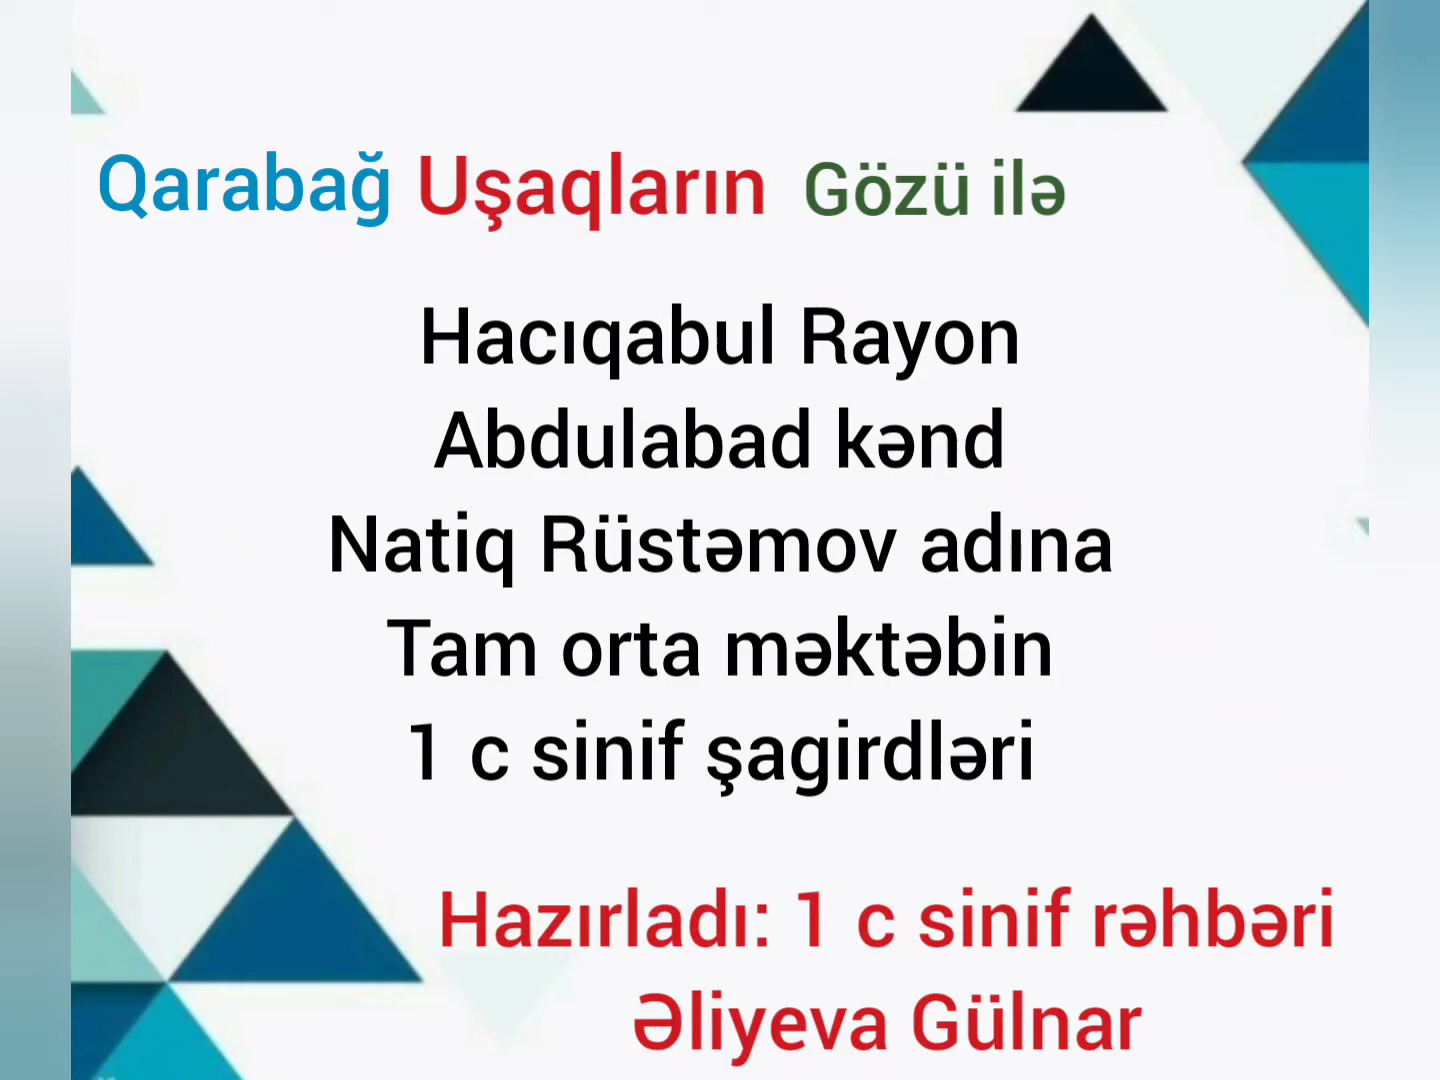 Qarabağ Uşaqların Gözü ilə
Hacıqabul Rayon
Abdulabad kənd
Natiq Rüstəmov adına
Tam orta məktəbin
1 c sinif şagirdləri
Hazırladı: 1 c sinif rəhbəri
Əliyeva Gülnar